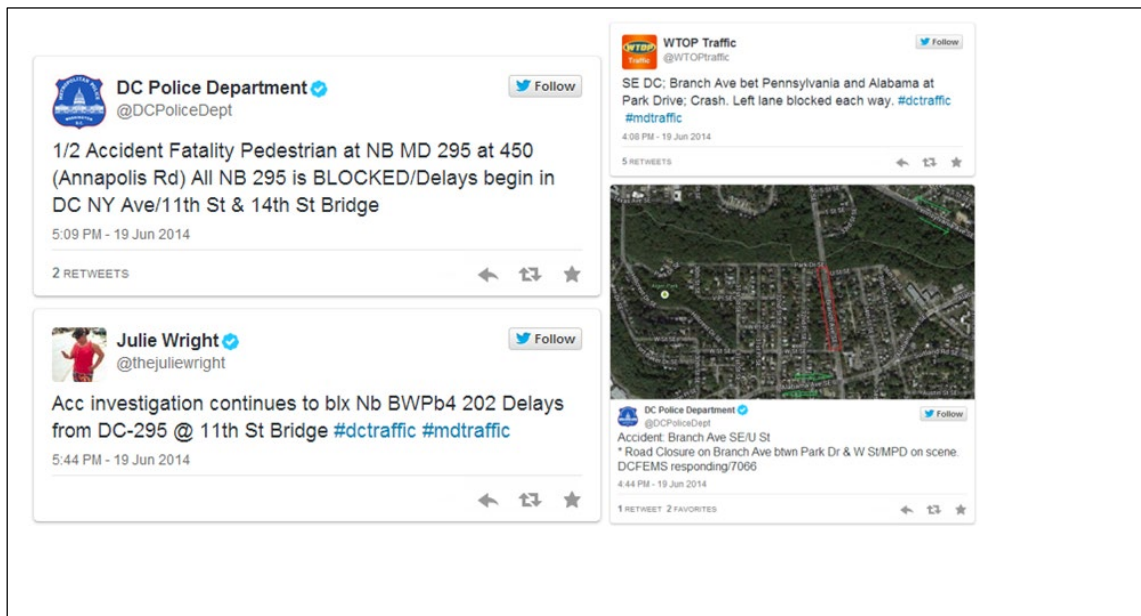 DC Police Department
@DCPoliceDept
Follow
1/2 Accident Fatality Pedestrian at NB MD 295 at 450
(Annapolis Rd) All NB 295 is BLOCKED/Delays begin in
DC NY Ave/11th St & 14th St Bridge
5:09 PM - 19 Jun 2014
2 RETWEETS
Julie Wright
@thejuliewright
Follow
Acc investigation continues to blx Nb BWPb4 202 Delays
from DC-295 @ 11th St Bridge #dctraffic #mdtraffic
5:44 PM - 19 Jun 2014
WTOP
Traffic
WTOP Traffic
@WTOPtraffic
Follow
SE DC; Branch Ave bet Pennsylvania and Alabama at
Park Drive; Crash. Left lane blocked each way. #dctraffic
#mdtraffic
4:08 PM - 19 Jun 2014
5 RETWEETS
Park Dr SE
DC Police Department
@DCPoliceDept
Follow
Accident: Branch Ave SE/U St
* Road Closure on Branch Ave btwn Park Dr & W St/MPD on scene.
DCFEMS responding/7066
4:44 PM - 19 Jun 2014
1 RETWEET 2 FAVORITES